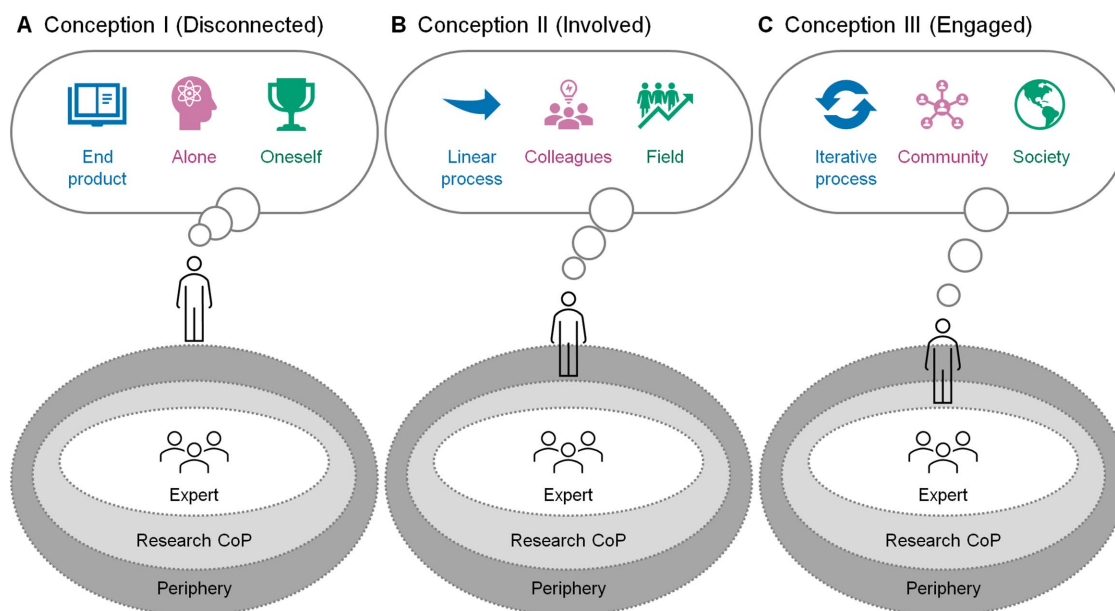 A Conception I (Disconnected)
End
product
Alone
Oneself
Expert
Research CoP
Periphery
B Conception II (Involved)
Linear
process
Colleagues
Field
Expert
Research CoP
Periphery
C Conception III (Engaged)
Iterative
process
Community
Society
Expert
Research CoP
Periphery